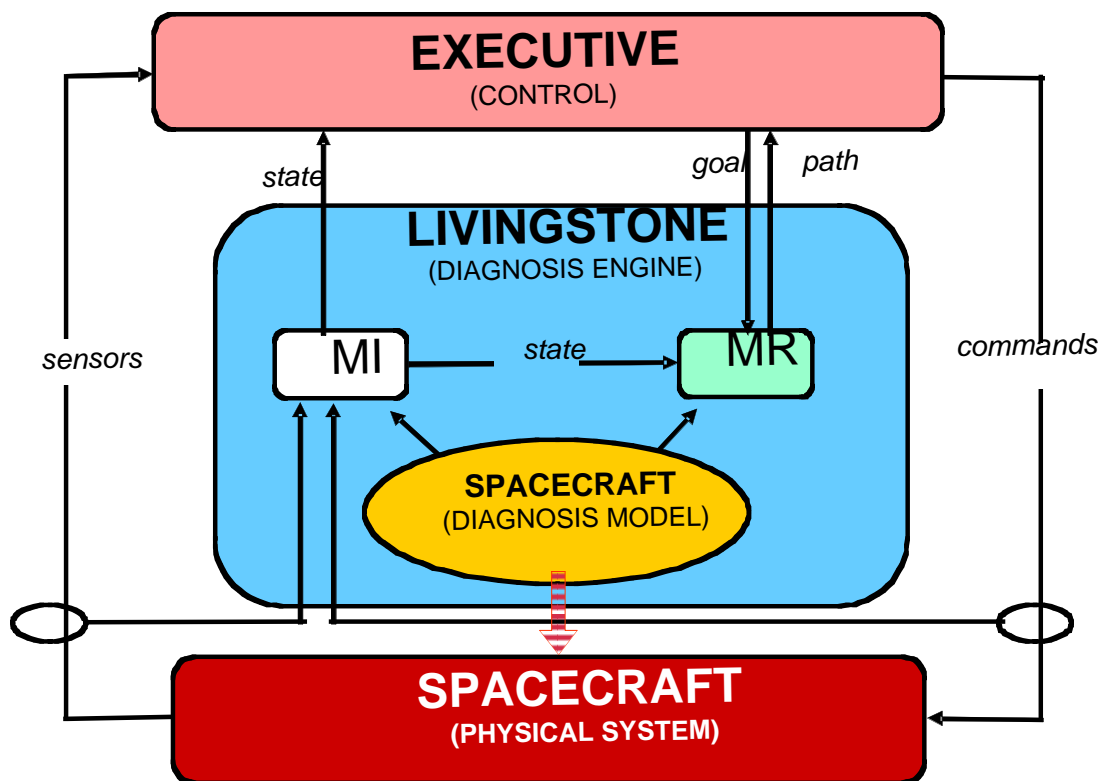 EXECUTIVE
(CONTROL)
state
goal
path
LIVINGSTONE
(DIAGNOSIS ENGINE)
sensors
MI
state
MR
commands
SPACECRAFT
(DIAGNOSIS MODEL)
SPACECRAFT
(PHYSICAL SYSTEM)